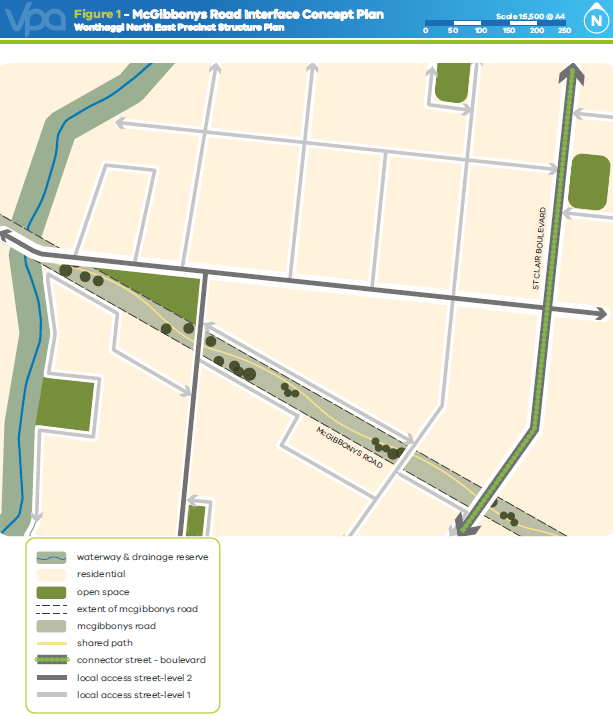 vpa
Figure 1 - McGibbonys Road Interface Concept Plan
Wonthaggi North East Precinct Structure Plan
Scale 1:5,500 @ A4
0 50 100 150 200 250
N
ST CLAIR BOULEVARD
McGIBBONYS ROAD
waterway & drainage reserve
residential
open space
extent of mcgibbonys road
mcgibbonys road
shared path
connector street - boulevard
local access street-level 2
local access street-level 1